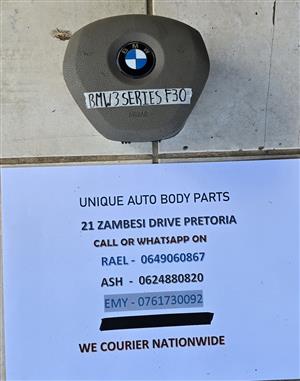 BMW
BMW 3 SERIES F30
AIRBAG
UNIQUE AUTO BODY PARTS
21 ZAMBESI DRIVE PRETORIA
CALL OR WHATSAPP ON
RAEL - 0649060867
ASH - 0624880820
EMY - 0761730092
WE COURIER NATIONWIDE